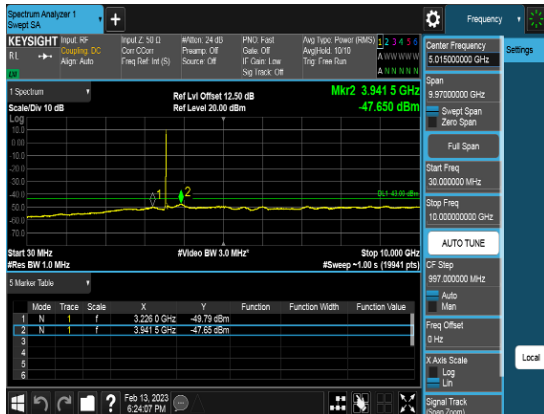 Spectrum Analyzer 1
Swept SA
Frequency
KEYSIGHT
Input: RF
Input Z: 50 Ω
#Atten: 24 dB
PNO: Fast
Avg Type: Power (RMS)
1 2 3 4 5 6
RL
Coupling: DC
Corr CCorr
Preamp: Off
Gate: Off
Avg|Hold: 10/10
A W W W W W
Align: Auto
Freq Ref: Int (S)
Source: Off
IF Gain: Low
Trig: Free Run
Sig Track: Off
A N N N N N
1 Spectrum
Ref Lvl Offset 12.50 dB
Mkr2 3.941 5 GHz
Scale/Div 10 dB
Ref Level 20.00 dBm
-47.650 dBm
Log
10.0
0.00
-10.0
-20.0
-30.0
-40.0
-50.0
-60.0
-70.0
1
2
DL1 -43.00 dBm
Start 30 MHz
#Video BW 3.0 MHz*
Stop 10.000 GHz
#Res BW 1.0 MHz
#Sweep ~1.00 s (19941 pts)
5 Marker Table
Mode Trace Scale X Y Function Function Width Function Value
1 N 1 f 3.226 0 GHz -49.79 dBm
2 N 1 f 3.941 5 GHz -47.65 dBm
3
4
5
6
Feb 13, 2023
6:24:07 PM
Center Frequency
5.015000000 GHz
Settings
Span
9.97000000 GHz
Swept Span
Zero Span
Full Span
Start Freq
30.000000 MHz
Stop Freq
10.000000000 GHz
AUTO TUNE
CF Step
997.000000 MHz
Auto
Man
Freq Offset
0 Hz
X Axis Scale
Log
Lin
Local
Signal Track
(Span Zoom)